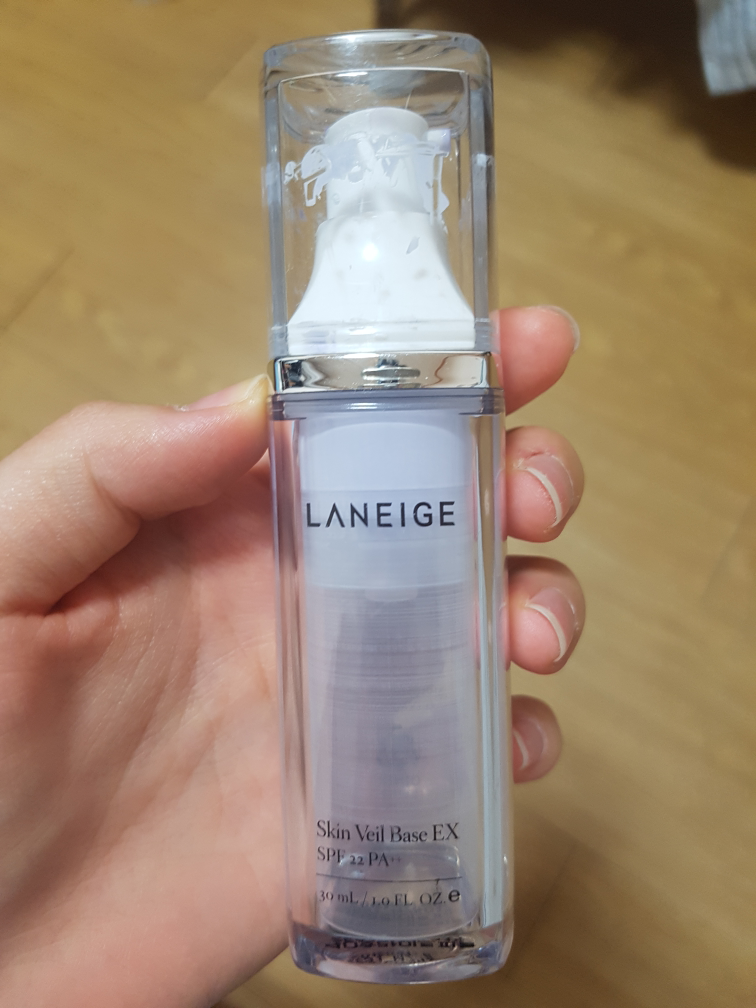 LANEIGE
Skin Veil Base EX
SPF 22 PA++
30 mL / 1.0 FL. OZ. e